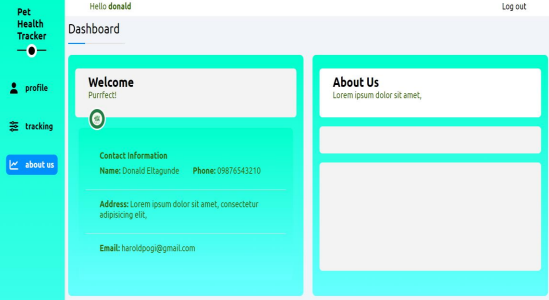 Pet
Health
Tracker
profile
tracking
about us
Hello donald
Log out
Dashboard
Welcome
Purrfect!
Contact Information
Name: Donald Eltagunde Phone: 09876543210
Address: Lorem ipsum dolor sit amet, consectetur
adipisicing elit,
Email: haroldpogi@gmail.com
About Us
Lorem ipsum dolor sit amet,